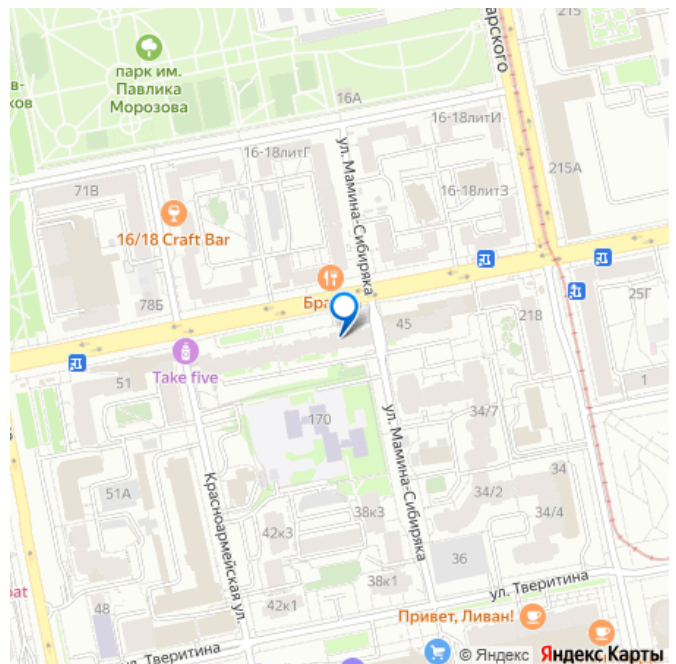 215
арского
парк им.
Павлика
Морозова
16А
16-18литИ
16-18литГ
215А
71В
16-18литЗ
16/18 Craft Bar
ул. Мамина-Сибиряка
78Б
25Г
45
21В
51
Take five
1
170
34/7
ул. Мамина-Сибиряка
34
51А
34/2
34/4
38к3
Красноармейская ул.
42к3
36
38к1
ул. Тверитина
48
42к1
Привет, Ливан!
ул. Тверитина
© Яндекс Яндекс Карты